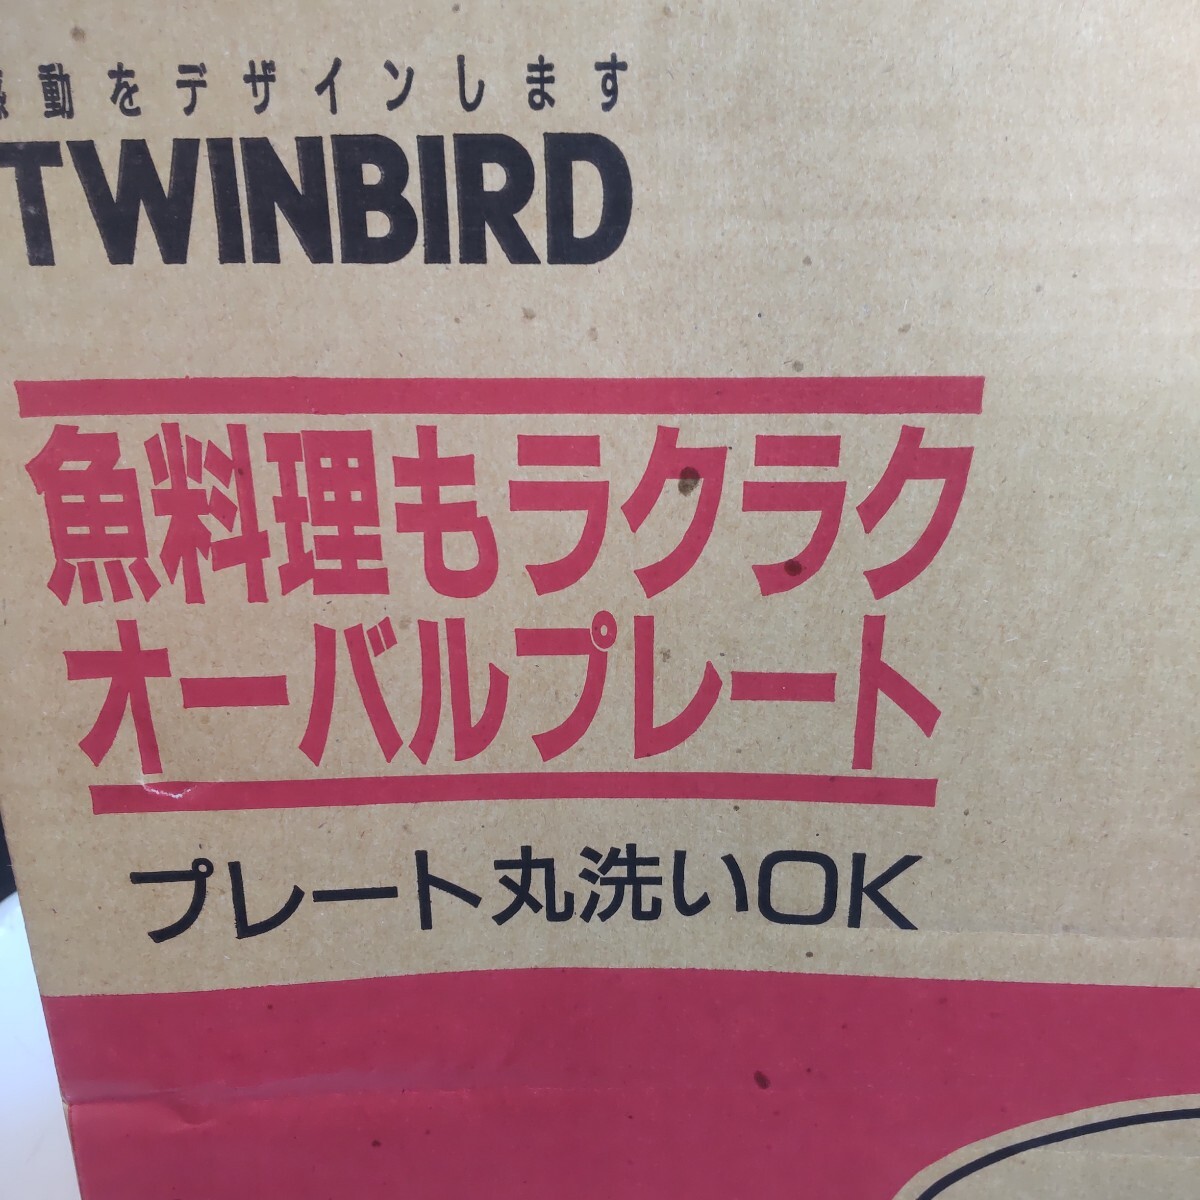 感動をデザインします
TWINBIRD
魚料理もラクラク
オーバルプレート
プレート丸洗いOK